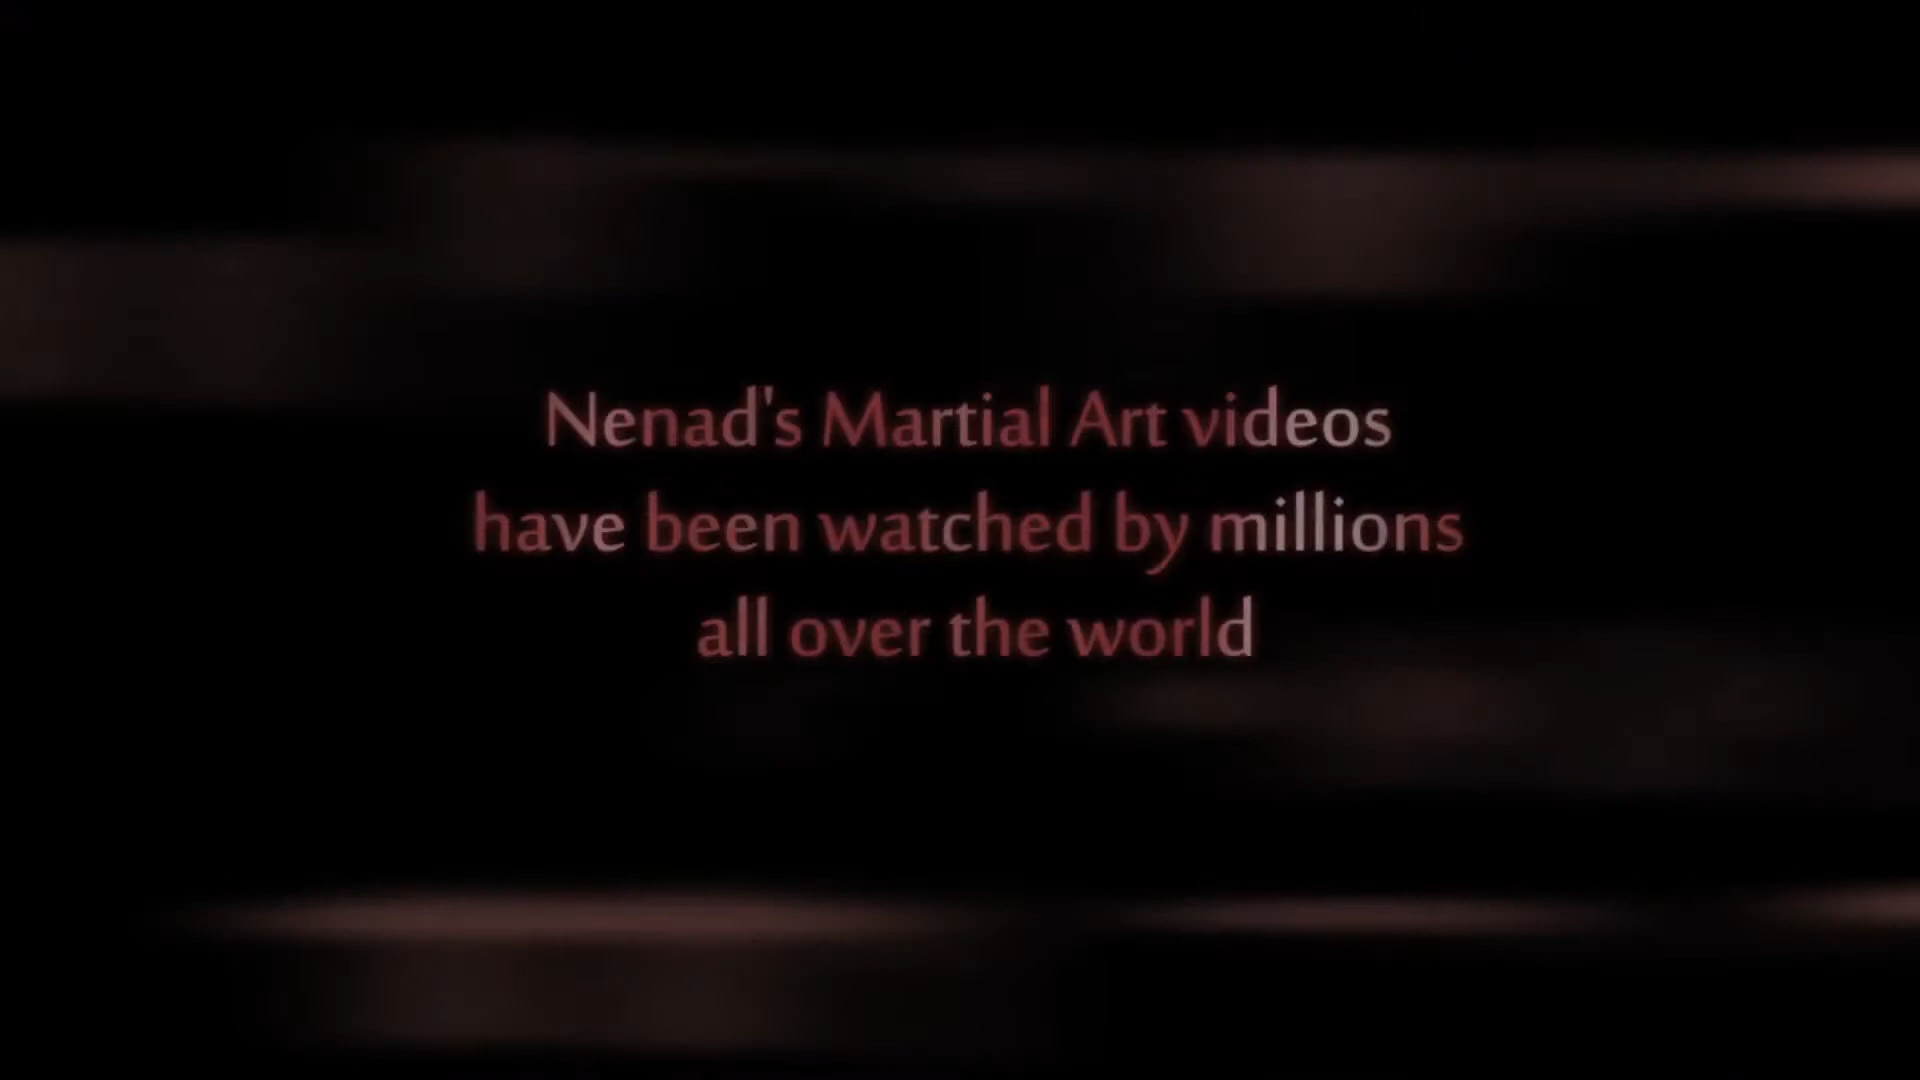 Nenad's Martial Art videos
have been watched by millions
all over the world